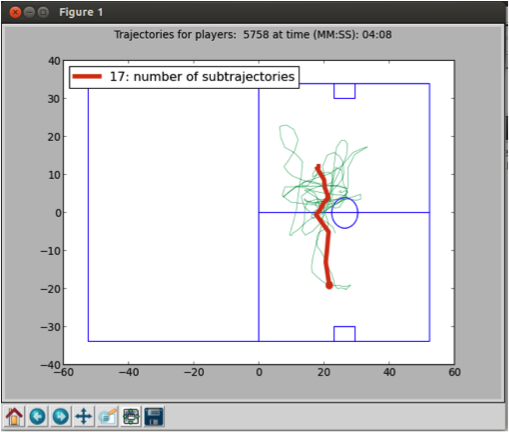 Figure 1
Trajectories for players: 5758 at time (MM:SS): 04:08
17: number of subtrajectories
40
30
20
10
0
−10
−20
−30
−40
−60 −40 −20 0 20 40 60